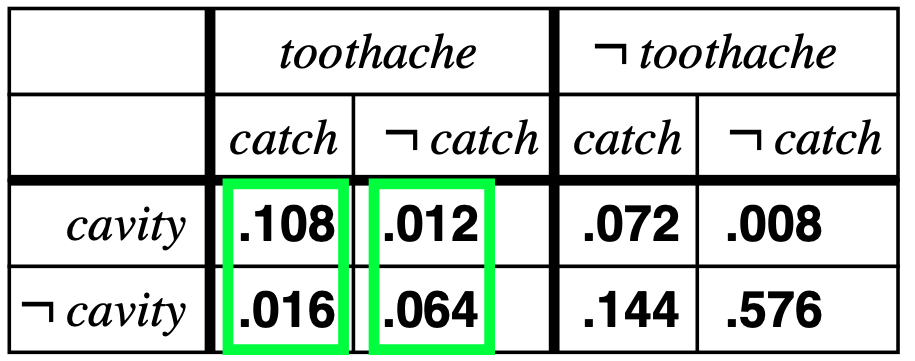 toothache ¬ toothache
catch ¬ catch catch ¬ catch
cavity .108 .012 .072 .008
¬ cavity .016 .064 .144 .576